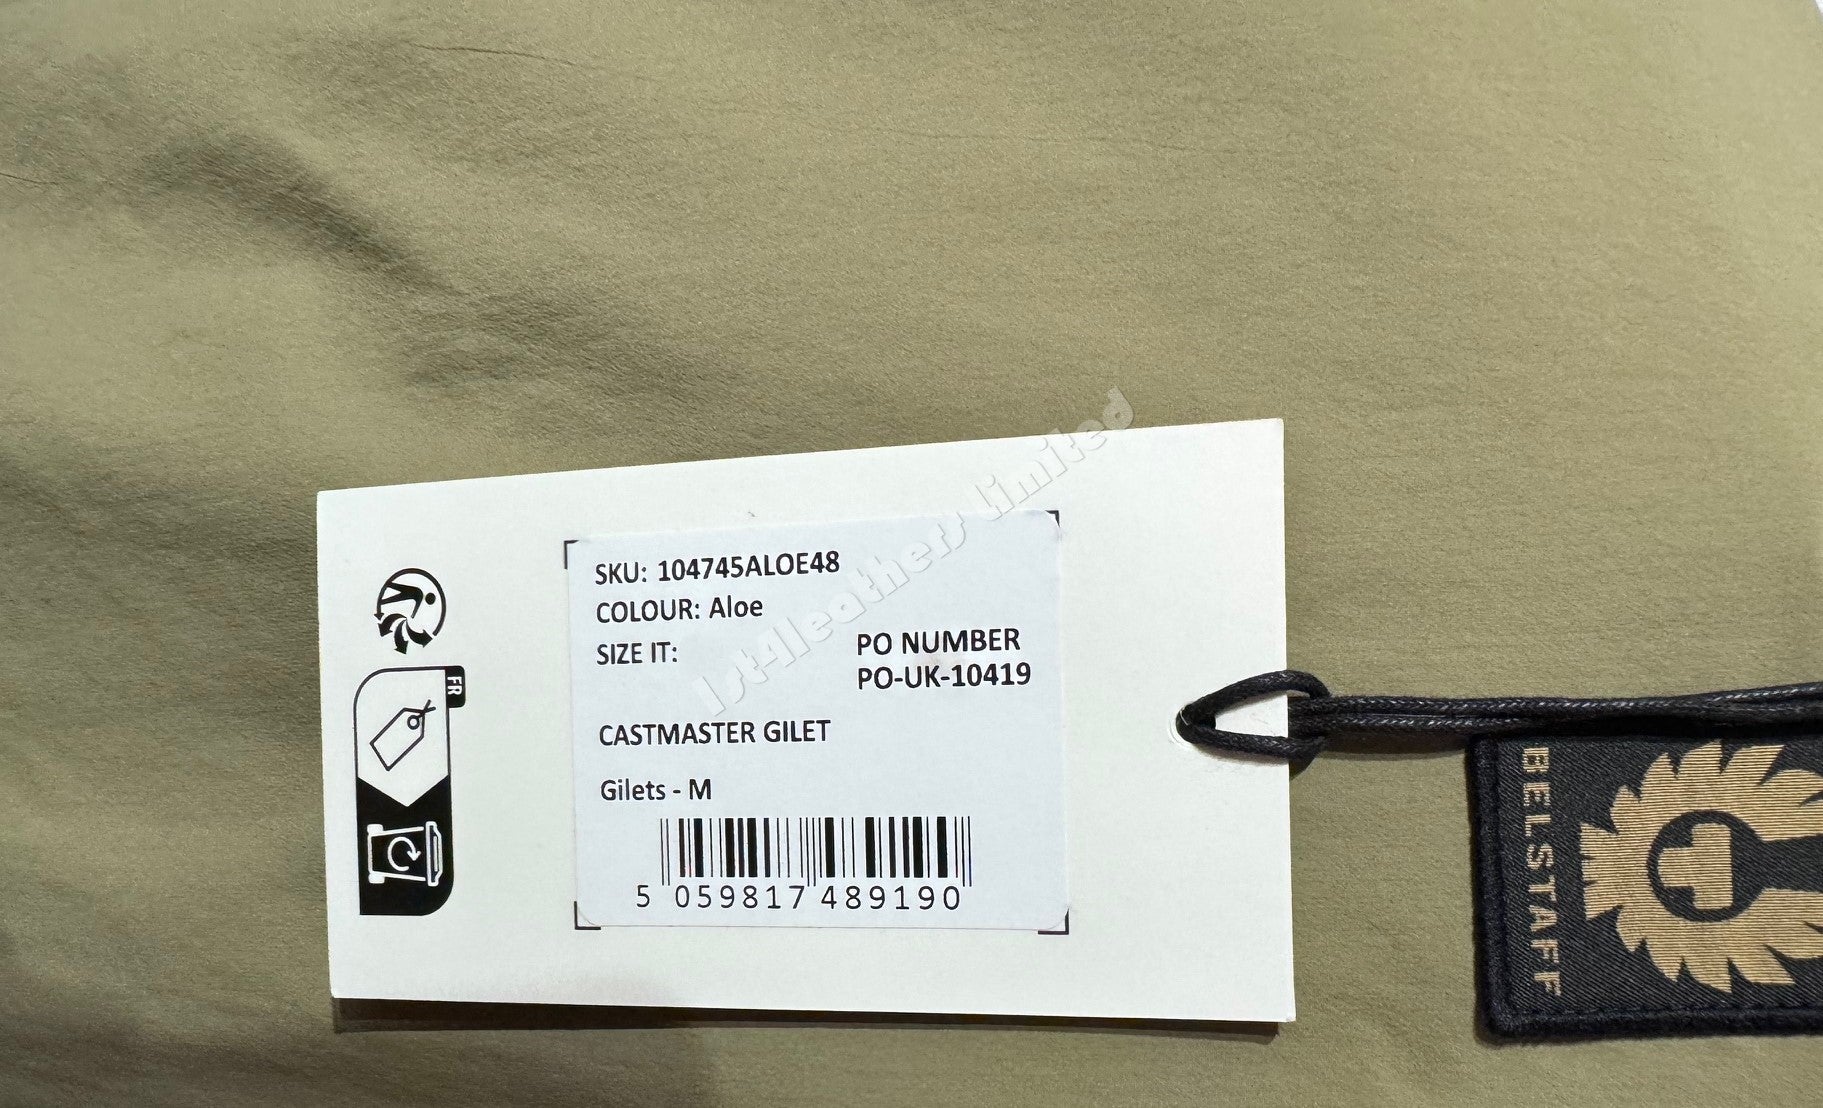 SKU: 104745ALOE48
COLOUR: Aloe
SIZE IT:
PO NUMBER
PO-UK-10419
CASTMASTER GILET
Gilets - M
5 059817 489190
FR
BELSTAFF
1st4leathers limited